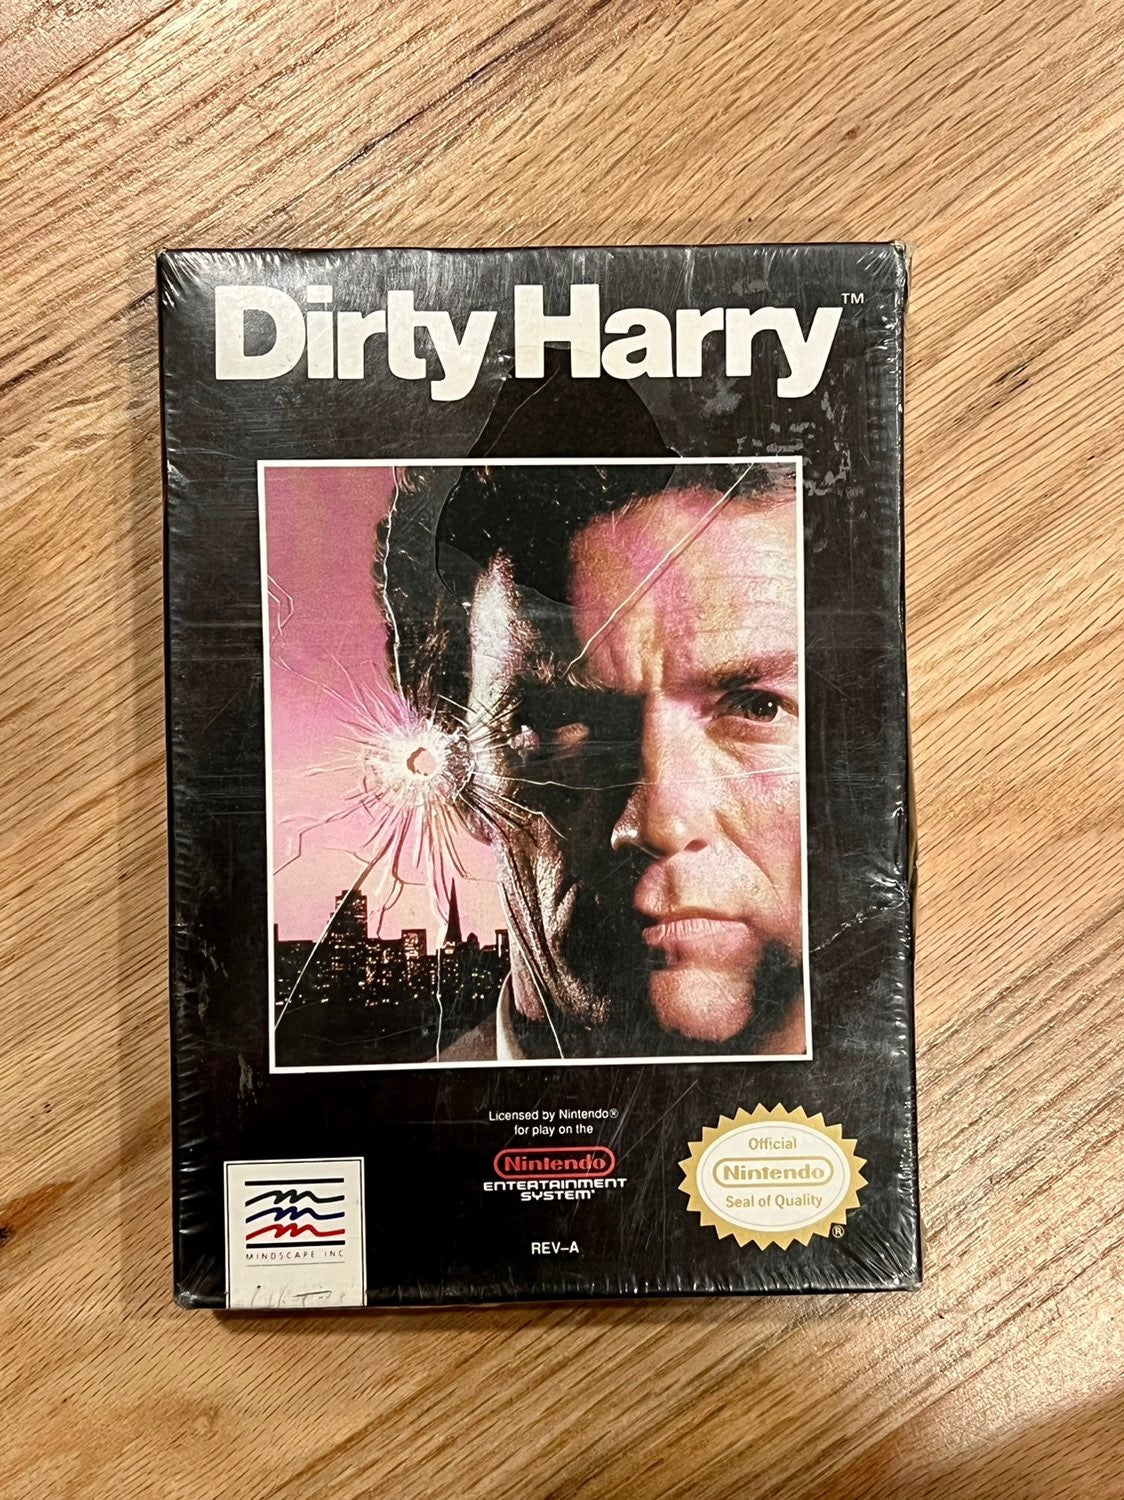 Dirty Harry™
Licensed by Nintendo®
for play on the
Nintendo
ENTERTAINMENT
SYSTEM®
REV-A
Official
Nintendo
Seal of Quality
®
MINDSCAPE INC